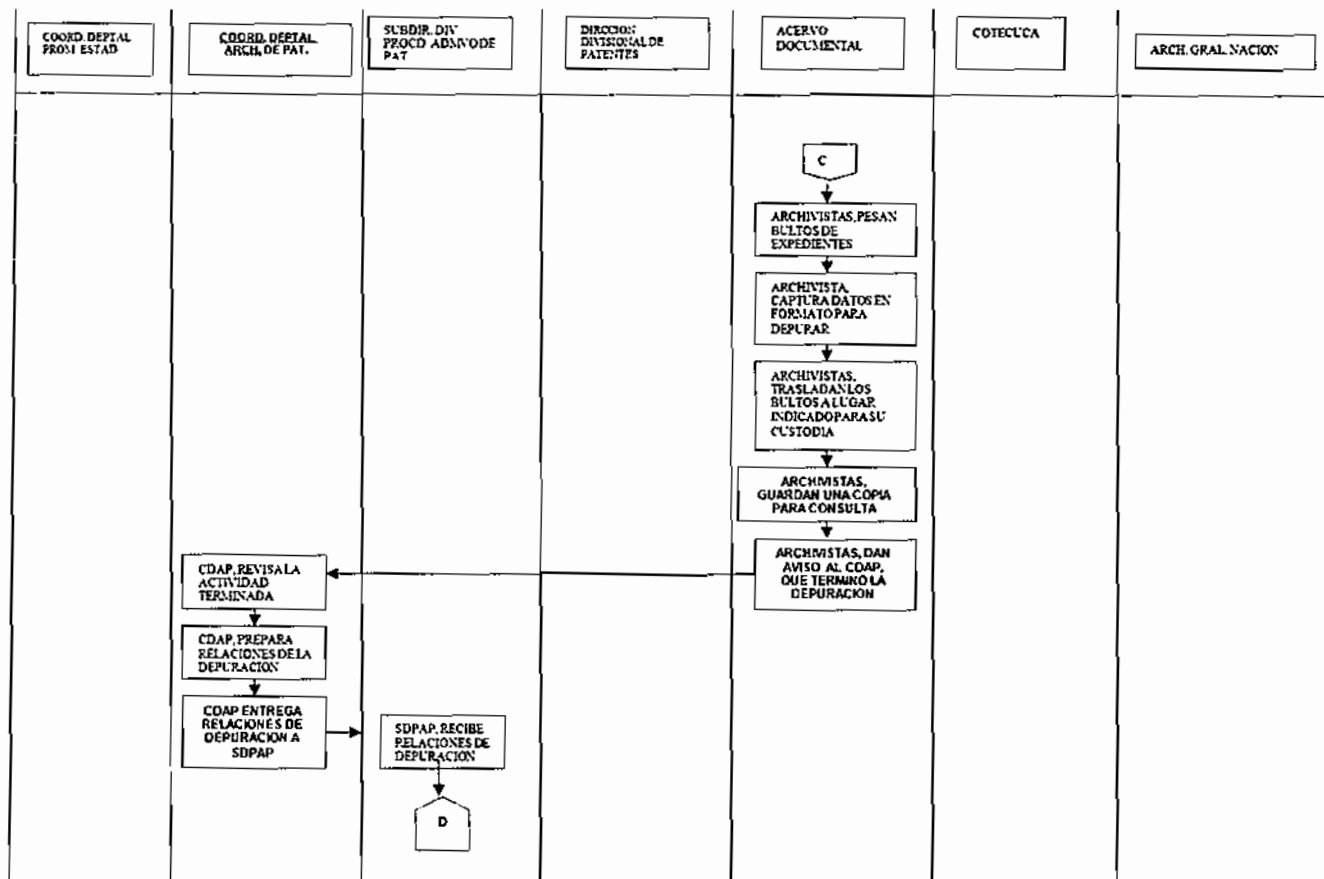 COORD. DEPTAL
PROM. ESTAD
COORD. DEPTAL
ARCH. DE PAT.
SUBDIR. DIV
PROCD. ADMVO DE
PAT
DIRCCION
DIVISIONAL DE
PATENTES
ACERVO
DOCUMENTAL
COTECUCA
ARCH. GRAL. NACION
C
ARCHIVISTAS, PESAN
BULTOS DE
EXPEDIENTES
ARCHIVISTA,
CAPTURA DATOS EN
FORMATO PARA
DEPURAR
ARCHIVISTAS,
TRASLADAN LOS
BULTOS A LUGAR
INDICADO PARA SU
CUSTODIA
ARCHIVISTAS,
GUARDAN UNA COPIA
PARA CONSULTA
ARCHIVISTAS, DAN
AVISO AL CDAP,
QUE TERMINO LA
DEPURACION
CDAP, REVISA LA
ACTIVIDAD
TERMINADA
CDAP, PREPARA
RELACIONES DE LA
DEPURACION
CDAP ENTREGA
RELACIONES DE
DEPURACION A
SDPAP
SDPAP, RECIBE
RELACIONES DE
DEPURACION
D